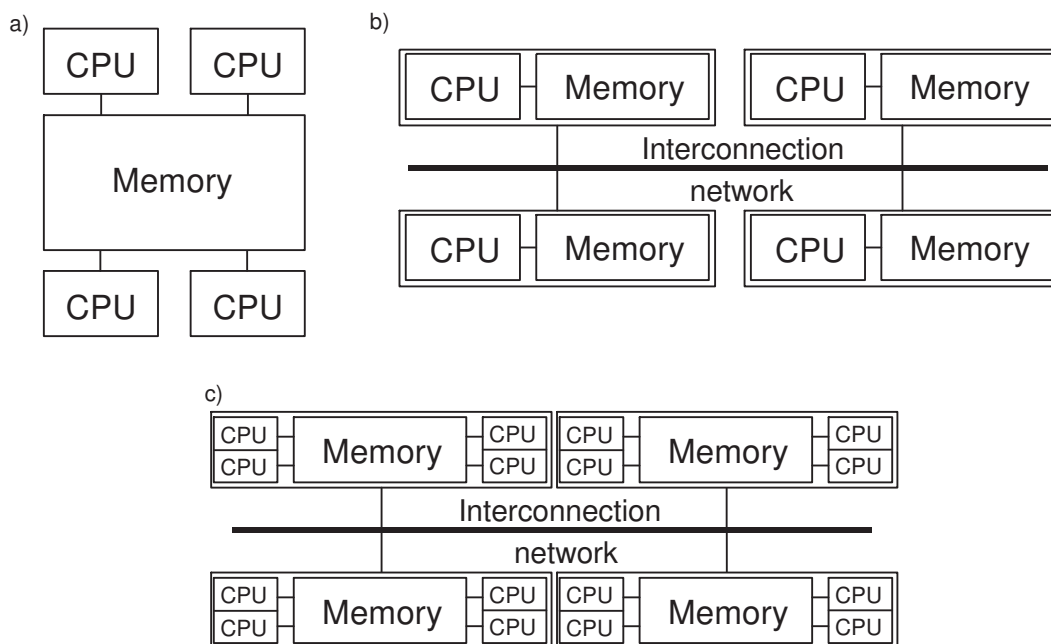 a)
CPU CPU
Memory
CPU CPU
b)
CPU Memory CPU Memory
Interconnection
network
CPU Memory CPU Memory
c)
CPU Memory CPU CPU Memory CPU
CPU CPU CPU CPU
Interconnection
network
CPU Memory CPU CPU Memory CPU
CPU CPU CPU CPU